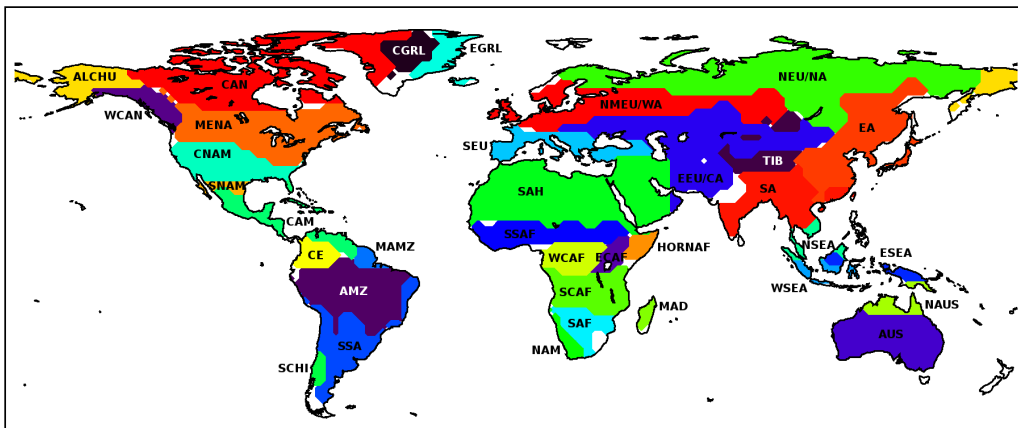 CGRL
EGRL
ALCHU
CAN
NEU/NA
WCAN
NMEU/WA
MENA
EA
SEU
CNAM
TIB
EEU/CA
SNAM
SAH
SA
CAM
SSAF
MAMZ
HORNAF
NSEA
ESEA
CE
WCAF
ECAF
AMZ
SCAF
WSEA
MAD
NAUS
SAF
AUS
SSA
NAM
SCHI